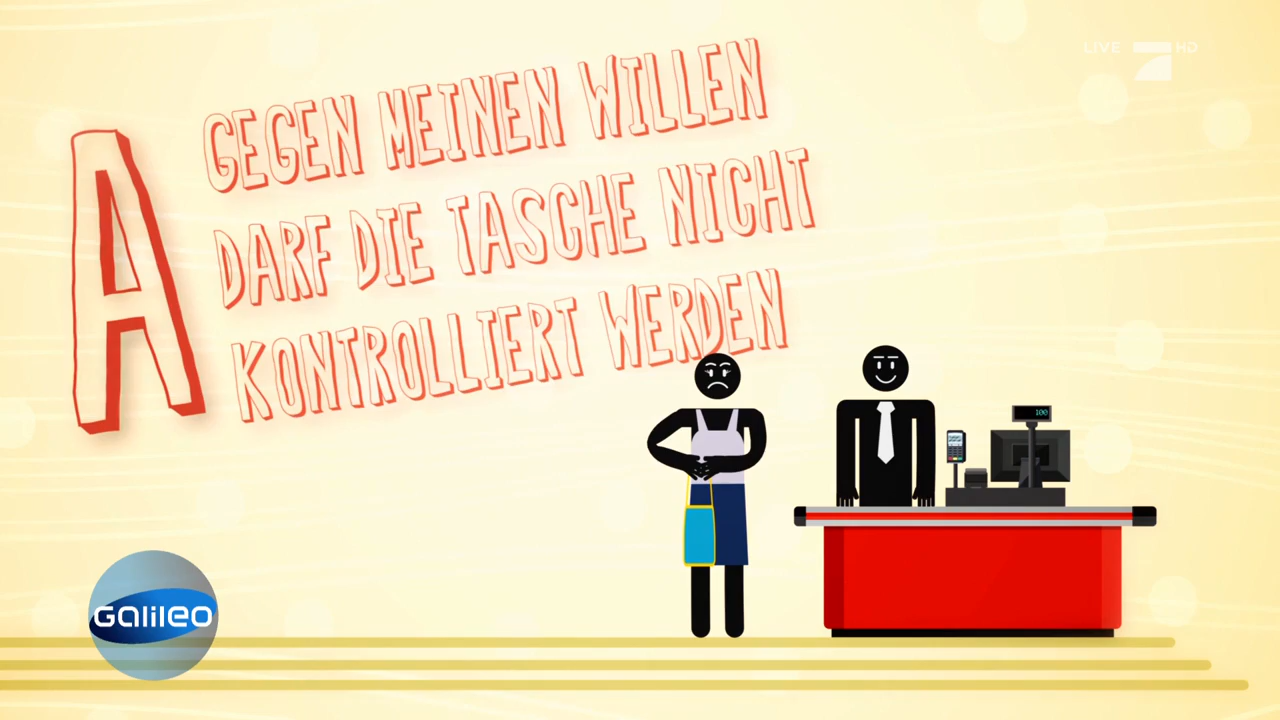 LIVE HD
A
GEGEN MEINEN WILLEN
DARF DIE TASCHE NICHT
KONTROLLIERT WERDEN
100
Galileo